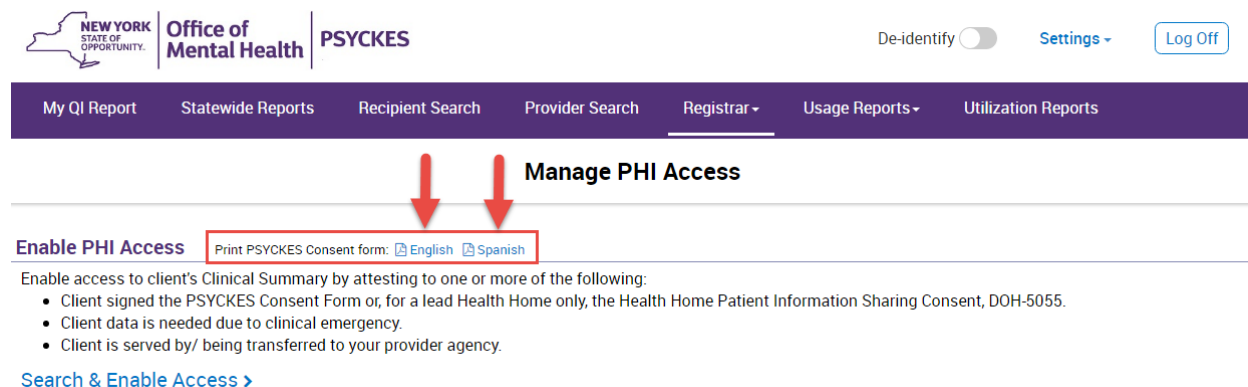 NEW YORK
STATE OF
OPPORTUNITY.
Office of
Mental Health
PSYCKES
De-identify
Settings
Log Off
My QI Report Statewide Reports Recipient Search Provider Search Registrar Usage Reports Utilization Reports
Manage PHI Access
Enable PHI Access Print PSYCKES Consent form: English Spanish
Enable access to client's Clinical Summary by attesting to one or more of the following:
• Client signed the PSYCKES Consent Form or, for a lead Health Home only, the Health Home Patient Information Sharing Consent, DOH-5055.
• Client data is needed due to clinical emergency.
• Client is served by/ being transferred to your provider agency.
Search & Enable Access >